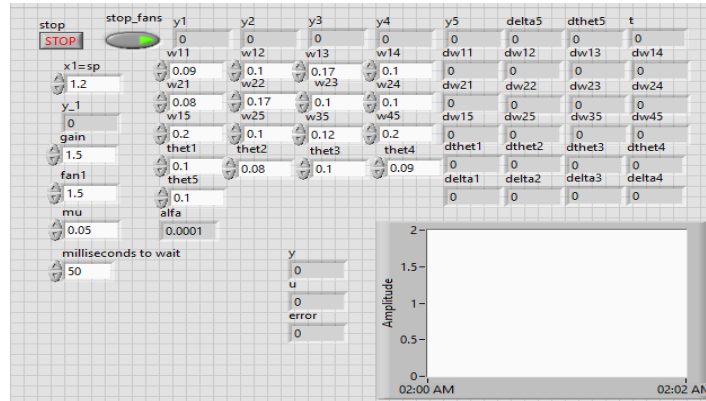 stop stop_fans y1 y2 y3 y4 y5 delta5 dthet5 t
STOP 0 0 0 0 0 0 0 0
w11 w12 w13 w14 dw11 dw12 dw13 dw14
x1=sp 0.09 0.1 0.17 0.1 0 0 0 0
1.2 w21 w22 w23 w24 dw21 dw22 dw23 dw24
y_1 0.08 0.17 0.1 0.1 0 0 0 0
0 w15 w25 w35 w45 dw15 dw25 dw35 dw45
gain 0.2 0.1 0.12 0.2 0 0 0 0
1.5 thet1 thet2 thet3 thet4 dthet1 dthet2 dthet3 dthet4
0.1 0.08 0.1 0.09 0 0 0 0
fan1 thet5 delta1 delta2 delta3 delta4
1.5 0.1 0 0 0 0
mu alfa
0.05 0.0001
milliseconds to wait y
50 0
u
0
error
0
2
1.5
1
0.5
0
Amplitude
02:00 AM 02:02 AM